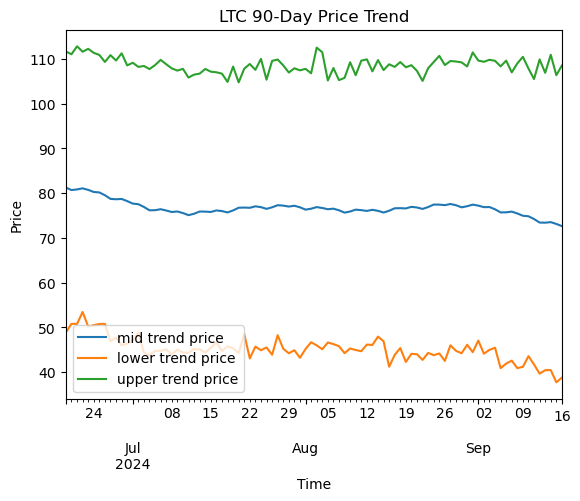 LTC 90-Day Price Trend
110
100
90
80
70
60
50
40
Price
mid trend price
lower trend price
upper trend price
24 08 15 22 29 05 12 19 26 02 09 16
Jul Aug Sep
2024
Time